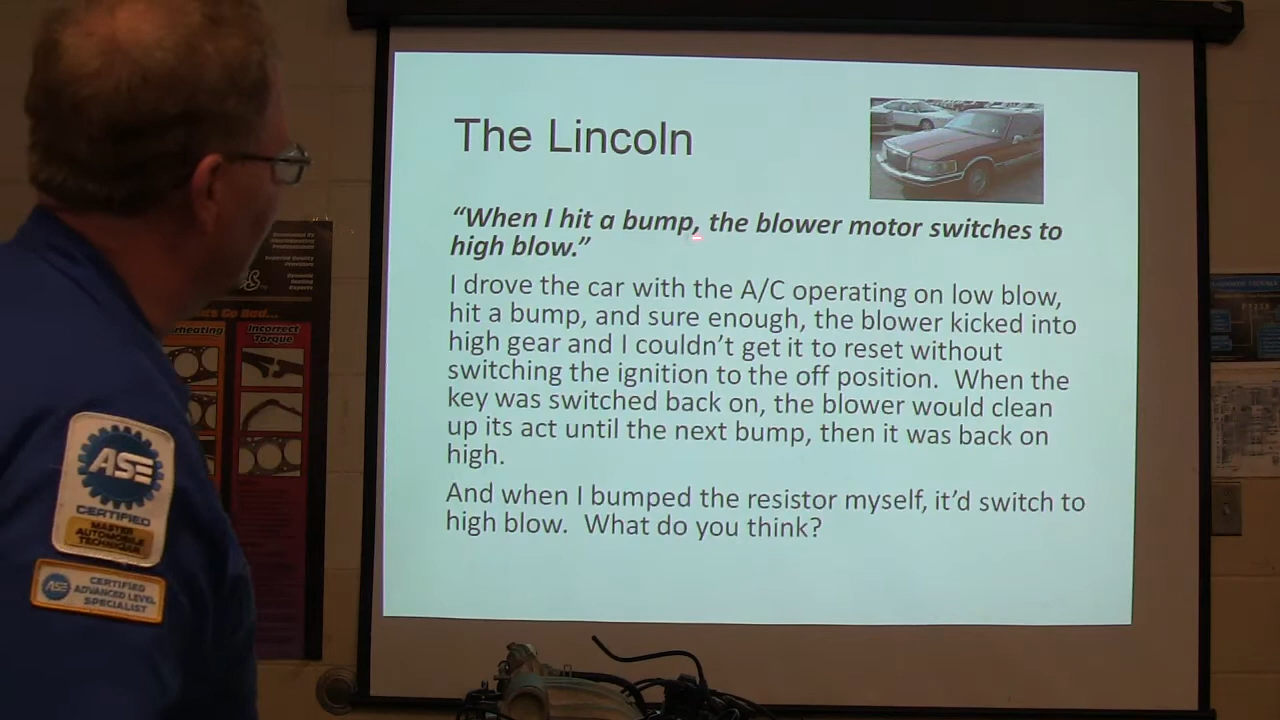 The Lincoln
“When I hit a bump, the blower motor switches to
high blow.”
I drove the car with the A/C operating on low blow,
hit a bump, and sure enough, the blower kicked into
high gear and I couldn’t get it to reset without
switching the ignition to the off position.  When the
key was switched back on, the blower would clean
up its act until the next bump, then it was back on
high.
And when I bumped the resistor myself, it’d switch to
high blow.  What do you think?
Incorrect
Torque
ASE
CERTIFIED
MASTER
AUTOMOBILE
TECHNICIAN
ASE
CERTIFIED
ADVANCED LEVEL
SPECIALIST